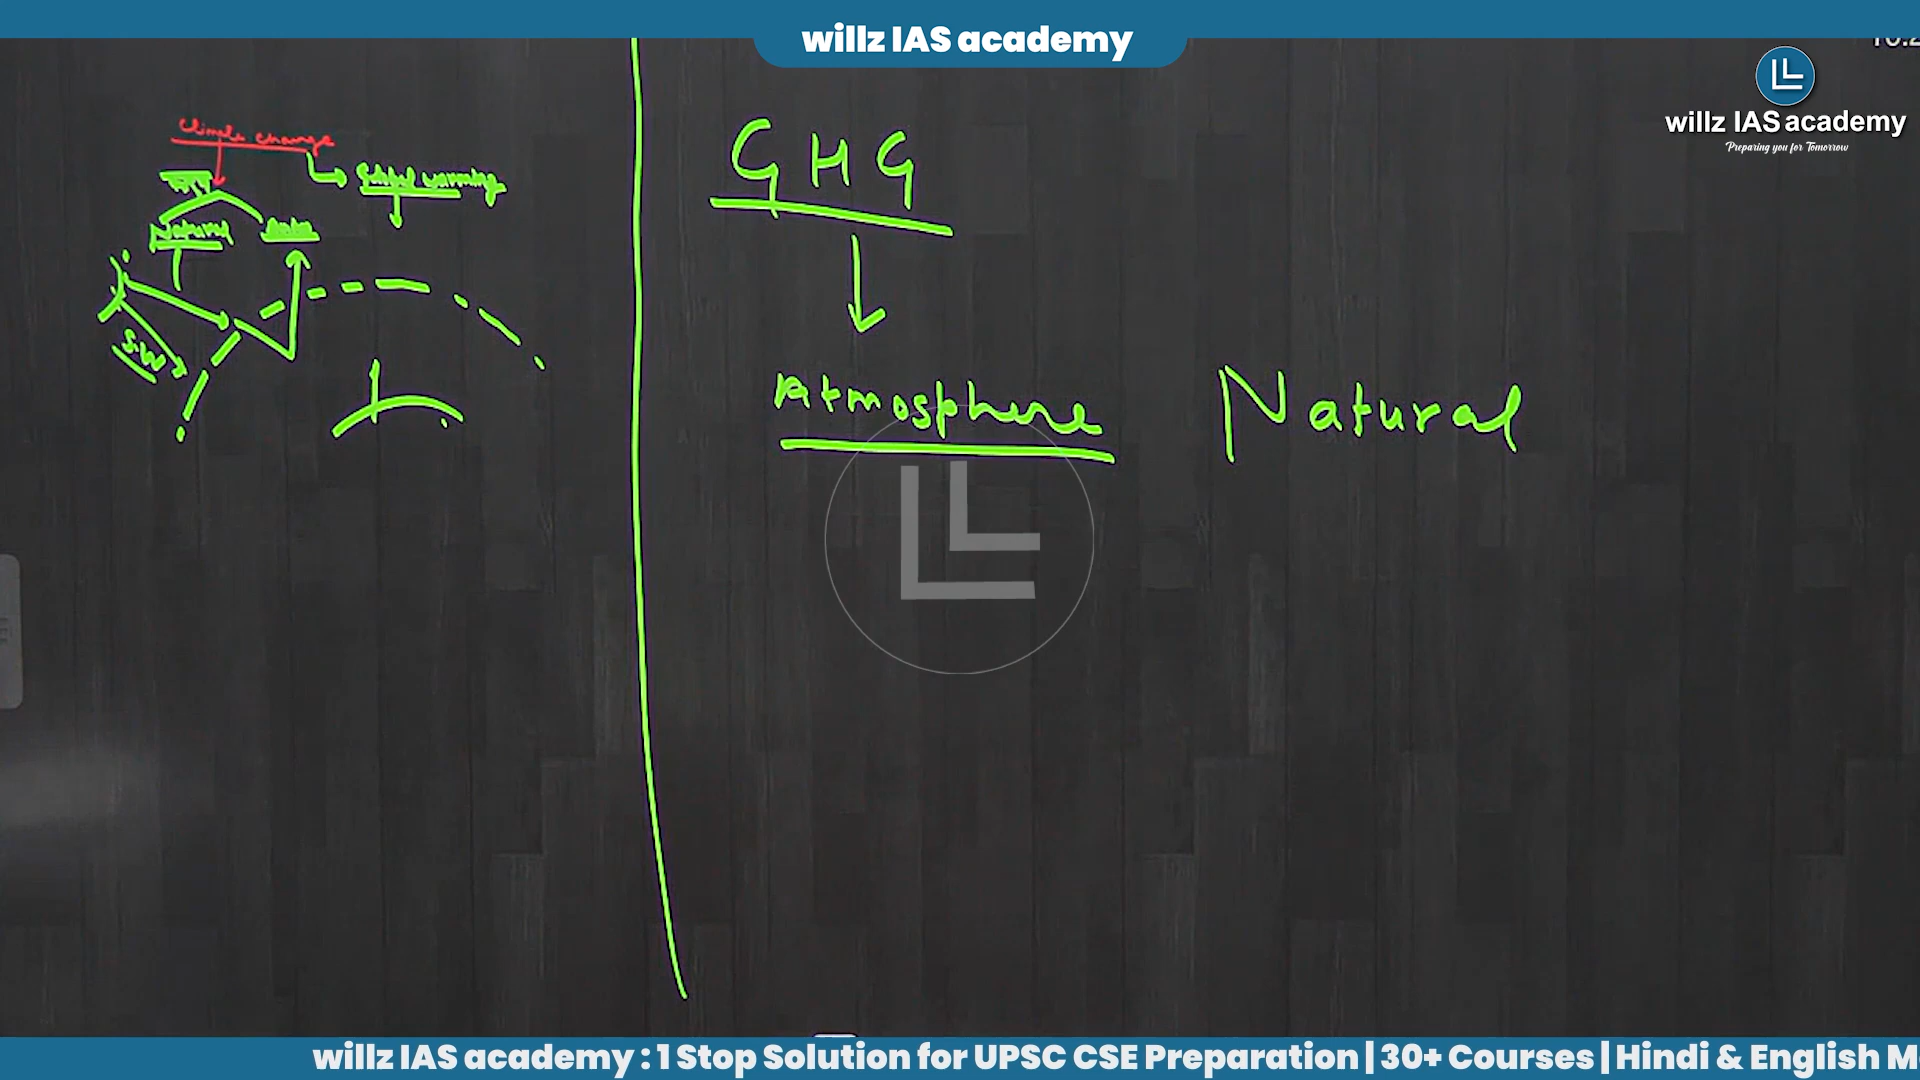 willz IAS academy
willz IAS academy
Preparing you for Tomorrow
Climate change
Global warming
Natural
GHG
Atmosphere
Natural
willz IAS academy : 1 Stop Solution for UPSC CSE Preparation | 30+ Courses | Hindi & English M